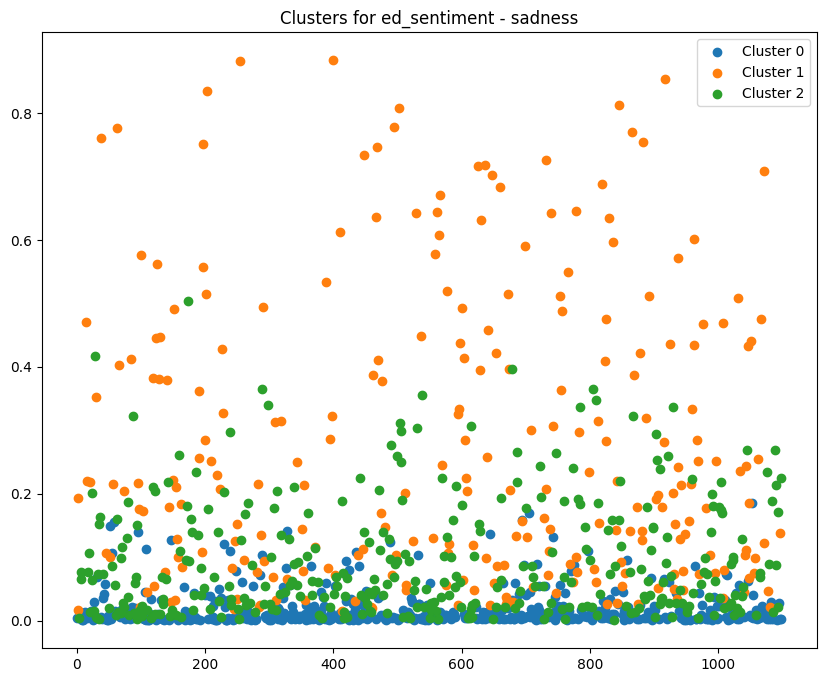 Clusters for ed_sentiment - sadness
Cluster 0
Cluster 1
Cluster 2
0.8
0.6
0.4
0.2
0.0
0 200 400 600 800 1000